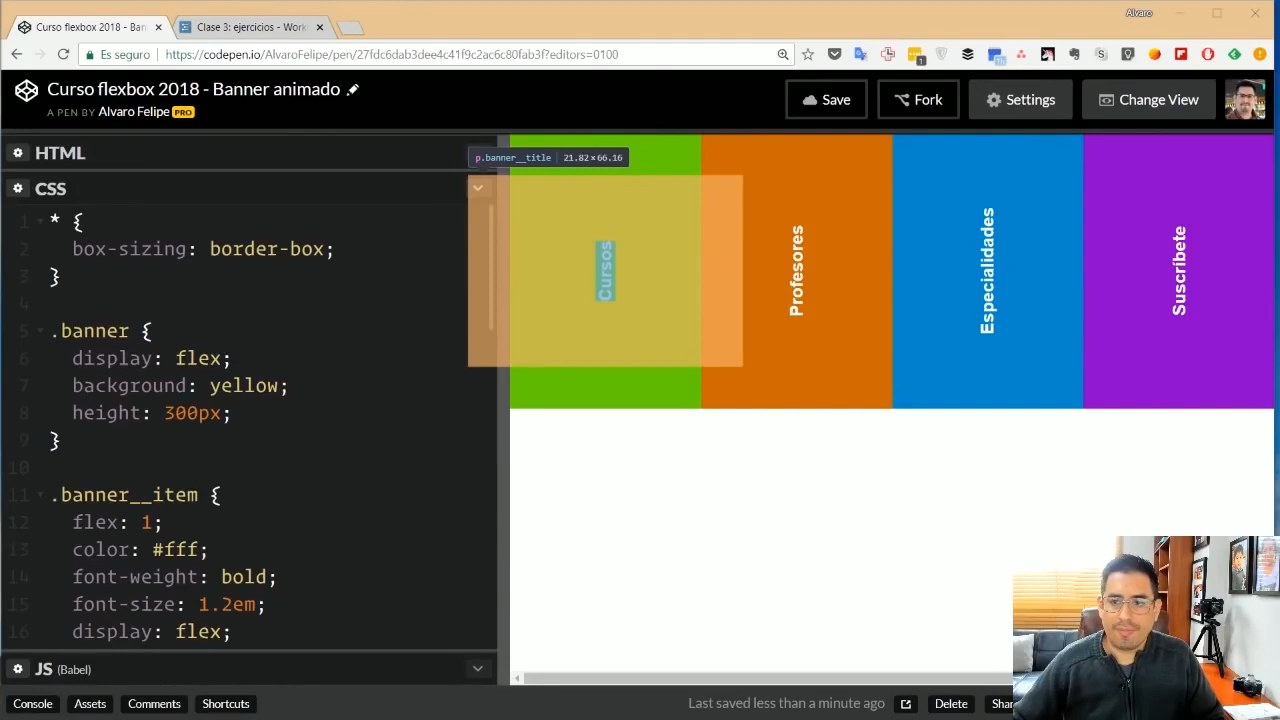 Curso flexbox 2018 - Ban
Clase 3: ejercicios - Work
Alvaro
Es seguro
https://codepen.io/AlvaroFelipe/pen/27fdc6dab3dee4c41f9c2ac6c80fab3f?editors=0100
Curso flexbox 2018 - Banner animado
A PEN BY Alvaro Felipe PRO
Save
Fork
Settings
Change View
HTML
p.banner__title 21.82×66.16
CSS
1 * {
2 box-sizing: border-box;
3 }
4
5 .banner {
6 display: flex;
7 background: yellow;
8 height: 300px;
9 }
10
11 .banner__item {
12 flex: 1;
13 color: #fff;
14 font-weight: bold;
15 font-size: 1.2em;
16 display: flex;
Cursos
Profesores
Especialidades
Suscríbete
JS (Babel)
Console
Assets
Comments
Shortcuts
Last saved less than a minute ago
Delete
Shar